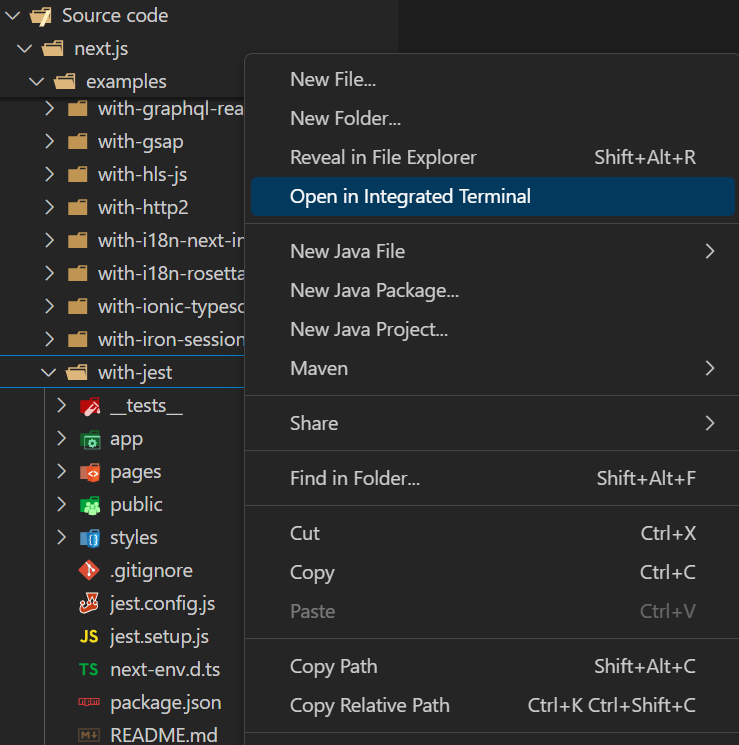 Source code
next.js
examples
with-graphql-rea
with-gsap
with-hls-js
with-http2
with-i18n-next-in
with-i18n-rosetta
with-ionic-typesc
with-iron-session
with-jest
__tests__
app
pages
public
styles
.gitignore
jest.config.js
JS jest.setup.js
TS next-env.d.ts
package.json
README.md
New File...
New Folder...
Reveal in File Explorer Shift+Alt+R
Open in Integrated Terminal
New Java File
New Java Package...
New Java Project...
Maven
Share
Find in Folder... Shift+Alt+F
Cut Ctrl+X
Copy Ctrl+C
Paste Ctrl+V
Copy Path Shift+Alt+C
Copy Relative Path Ctrl+K Ctrl+Shift+C